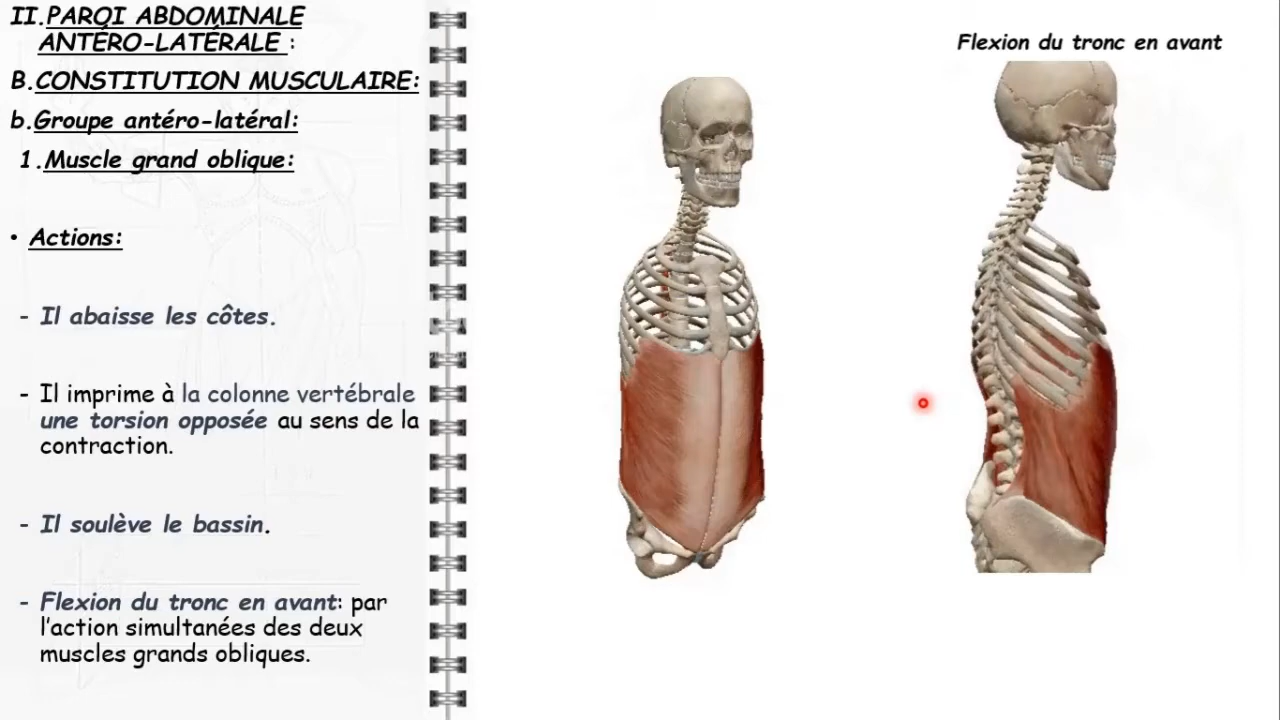 II.PAROI ABDOMINALE
ANTÉRO-LATÉRALE :
B.CONSTITUTION MUSCULAIRE:
b.Groupe antéro-latéral:
1.Muscle grand oblique:
• Actions:
- Il abaisse les côtes.
- Il imprime à la colonne vertébrale
une torsion opposée au sens de la
contraction.
- Il soulève le bassin.
- Flexion du tronc en avant: par
l’action simultanées des deux
muscles grands obliques.
Flexion du tronc en avant